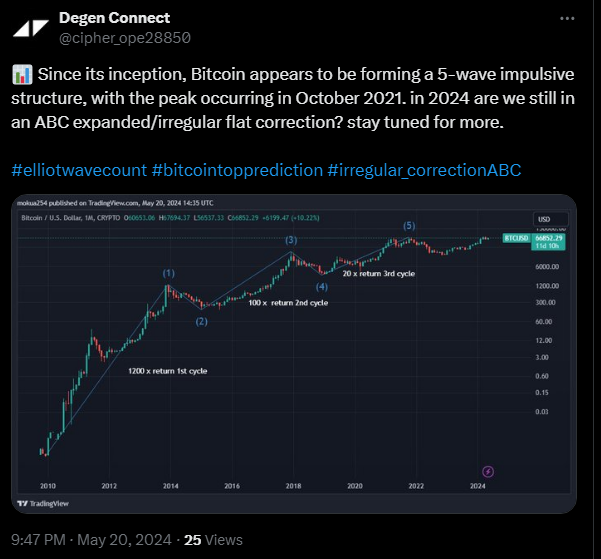 Degen Connect
@cipher_ope28850
📊 Since its inception, Bitcoin appears to be forming a 5-wave impulsive
structure, with the peak occurring in October 2021. in 2024 are we still in
an ABC expanded/irregular flat correction? stay tuned for more.
#elliotwavecount #bitcointopprediction #irregular_correctionABC
mokua254 published on TradingView.com, May 20, 2024 14:35 UTC
Bitcoin / U.S. Dollar, 1M, CRYPTO O60653.06 H67694.37 L56537.33 C66852.29 +6199.47 (+10.22%)
USD
BTCUSD 66852.29
11d 10h
6000.00
1200.00
300.00
60.00
12.00
3.00
0.60
0.15
0.03
(1)
(2)
(3)
(4)
(5)
1200 x return 1st cycle
100 x return 2nd cycle
20 x return 3rd cycle
2010 2012 2014 2016 2018 2020 2022 2024
TradingView
9:47 PM · May 20, 2024 · 25 Views